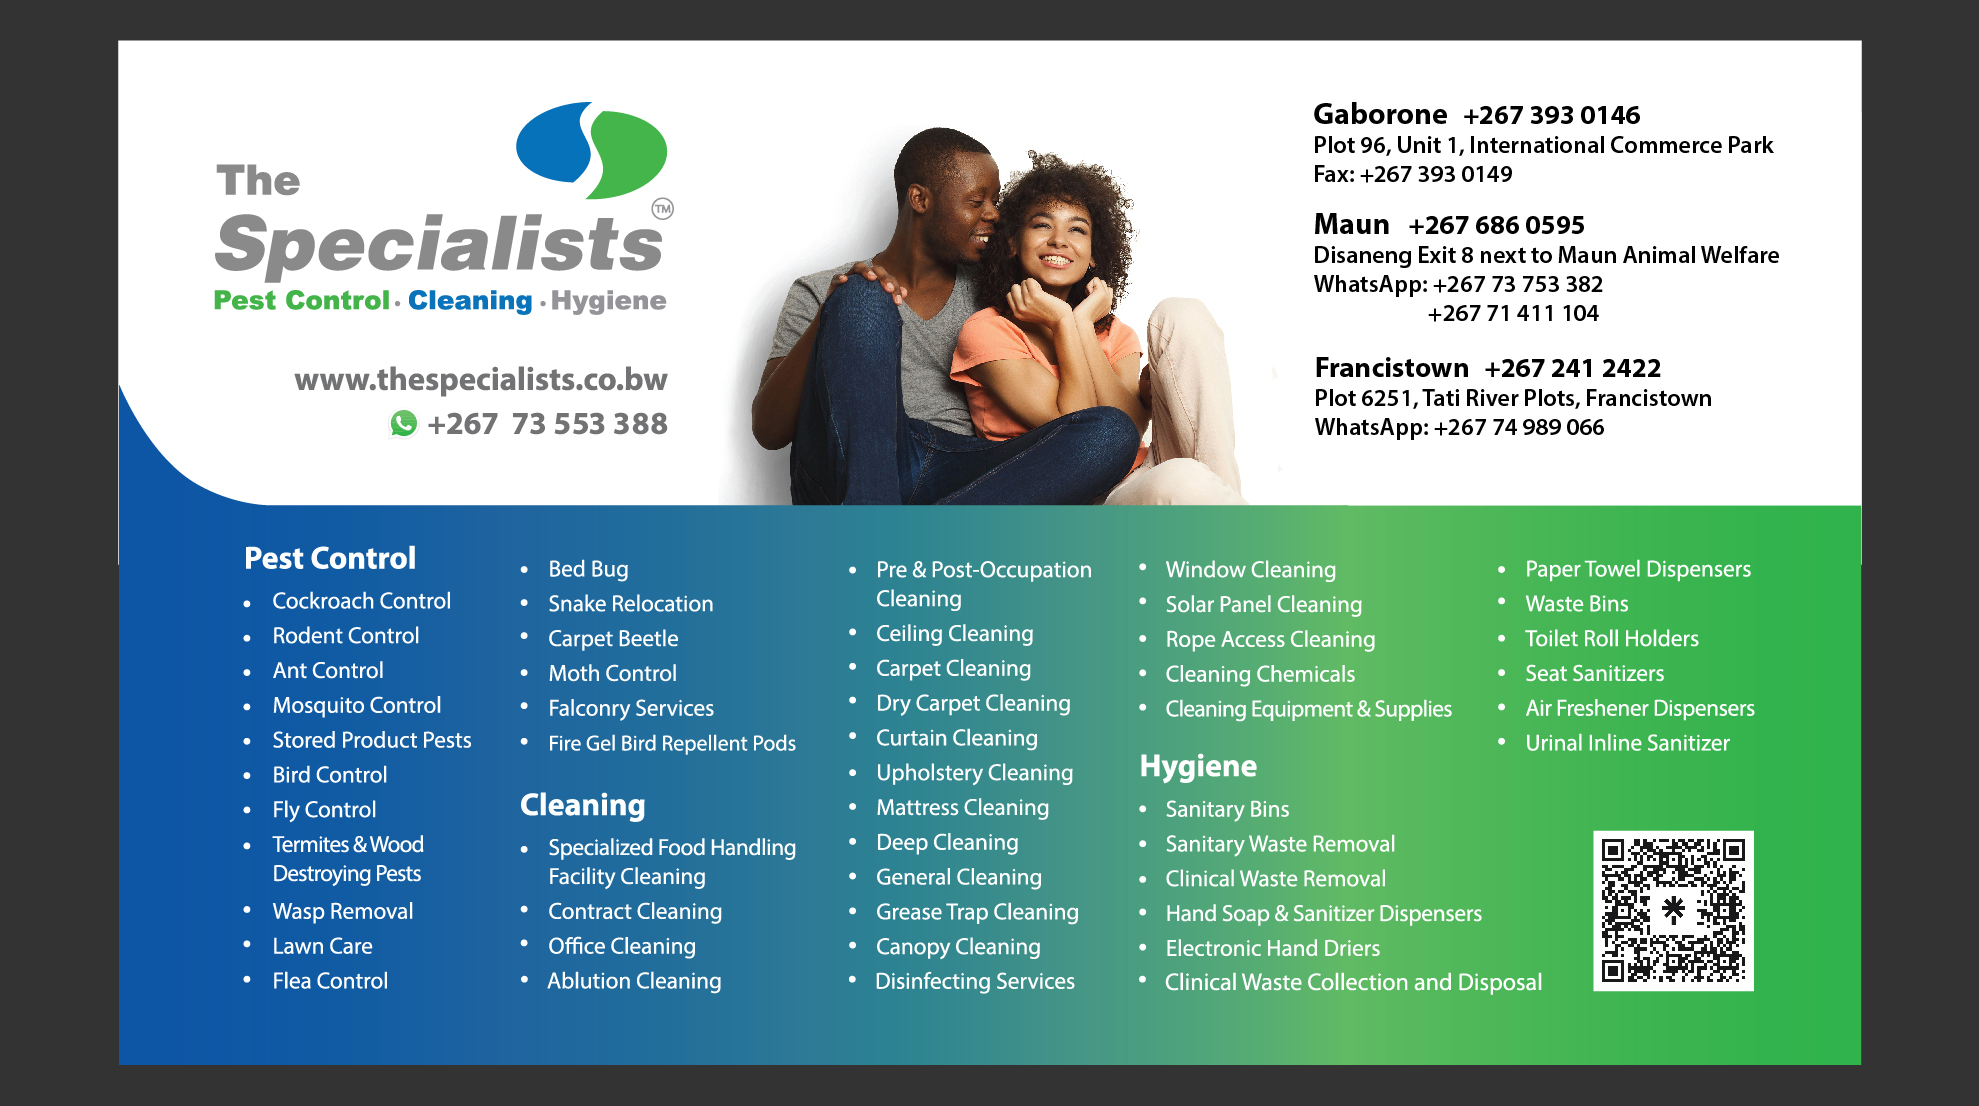 The
Specialists
TM
Pest Control · Cleaning · Hygiene
www.thespecialists.co.bw
+267 73 553 388
Gaborone +267 393 0146
Plot 96, Unit 1, International Commerce Park
Fax: +267 393 0149
Maun +267 686 0595
Disaneng Exit 8 next to Maun Animal Welfare
WhatsApp: +267 73 753 382
+267 71 411 104
Francistown +267 241 2422
Plot 6251, Tati River Plots, Francistown
WhatsApp: +267 74 989 066
Pest Control
• Cockroach Control
• Rodent Control
• Ant Control
• Mosquito Control
• Stored Product Pests
• Bird Control
• Fly Control
• Termites & Wood
Destroying Pests
• Wasp Removal
• Lawn Care
• Flea Control
• Bed Bug
• Snake Relocation
• Carpet Beetle
• Moth Control
• Falconry Services
• Fire Gel Bird Repellent Pods
Cleaning
• Specialized Food Handling
Facility Cleaning
• Contract Cleaning
• Office Cleaning
• Ablution Cleaning
• Pre & Post-Occupation
Cleaning
• Ceiling Cleaning
• Carpet Cleaning
• Dry Carpet Cleaning
• Curtain Cleaning
• Upholstery Cleaning
• Mattress Cleaning
• Deep Cleaning
• General Cleaning
• Grease Trap Cleaning
• Canopy Cleaning
• Disinfecting Services
• Window Cleaning
• Solar Panel Cleaning
• Rope Access Cleaning
• Cleaning Chemicals
• Cleaning Equipment & Supplies
Hygiene
• Sanitary Bins
• Sanitary Waste Removal
• Clinical Waste Removal
• Hand Soap & Sanitizer Dispensers
• Electronic Hand Driers
• Clinical Waste Collection and Disposal
• Paper Towel Dispensers
• Waste Bins
• Toilet Roll Holders
• Seat Sanitizers
• Air Freshener Dispensers
• Urinal Inline Sanitizer